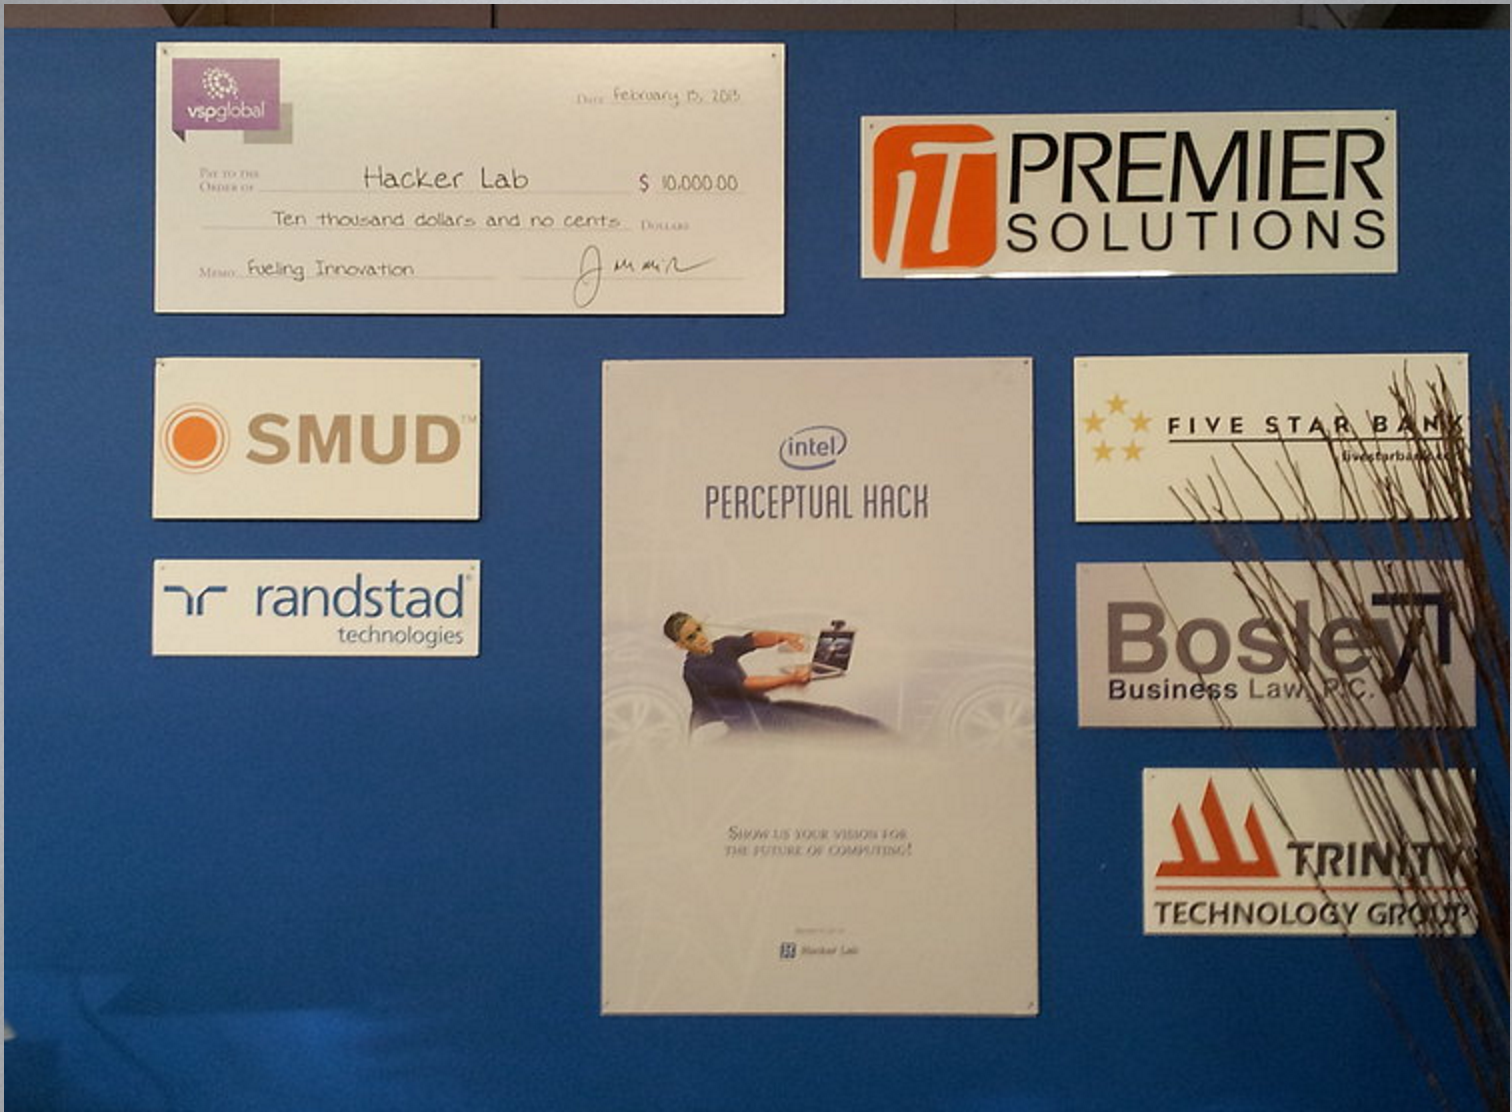 vspglobal
Date February 15, 2013
PAY TO THE
ORDER OF Hacker Lab $ 10,000.00
Ten thousand dollars and no cents DOLLARS
MEMO Fueling Innovation
iT PREMIER
SOLUTIONS
SMUD™
randstad®
technologies
intel
PERCEPTUAL HACK
SHOW US YOUR VISION FOR
THE FUTURE OF COMPUTING!
Hacker Lab
FIVE STAR BANK
fivestarbank.com
Bosley
Business Law, P.C.
TRINITY
TECHNOLOGY GROUP